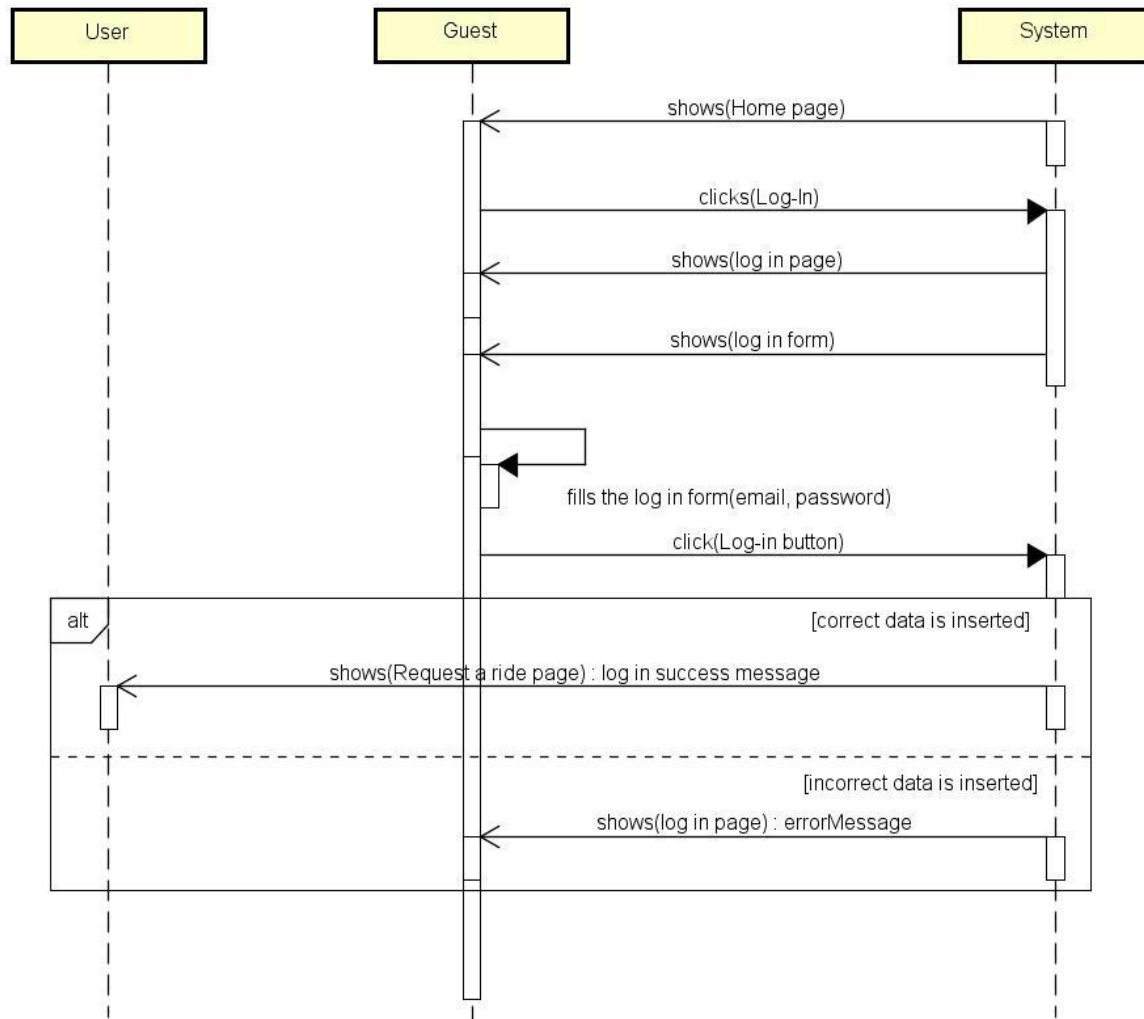 User
Guest
System
shows(Home page)
clicks(Log-In)
shows(log in page)
shows(log in form)
fills the log in form(email, password)
click(Log-in button)
alt
[correct data is inserted]
shows(Request a ride page) : log in success message
[incorrect data is inserted]
shows(log in page) : errorMessage